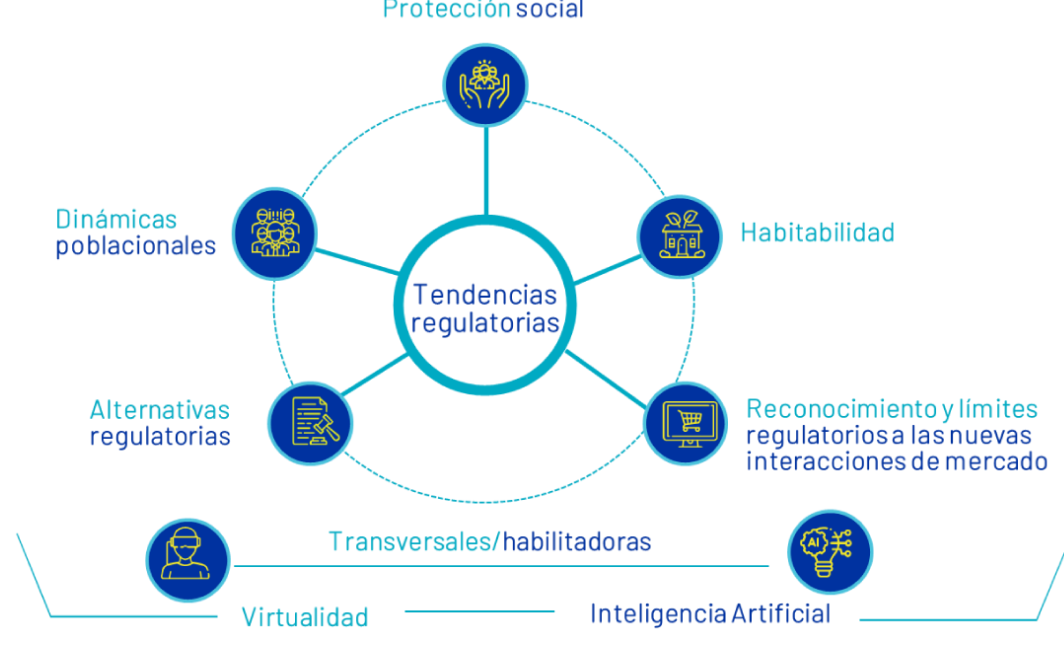 Protección social
Dinámicas
poblacionales
Habitabilidad
Tendencias
regulatorias
Alternativas
regulatorias
Reconocimiento y límites
regulatorios a las nuevas
interacciones de mercado
Transversales/habilitadoras
AI
Virtualidad
Inteligencia Artificial